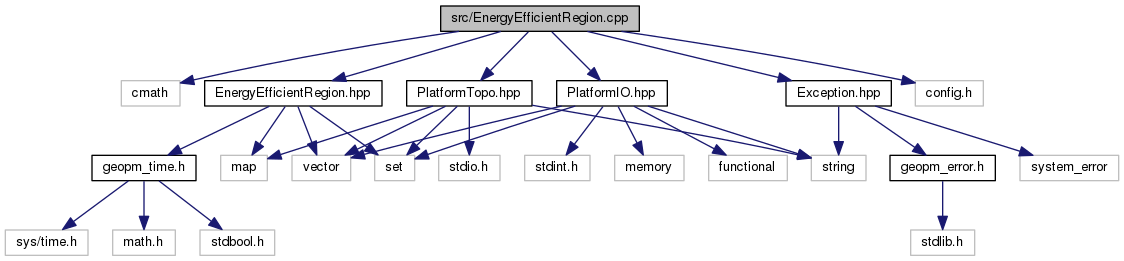 src/EnergyEfficientRegion.cpp
cmath
EnergyEfficientRegion.hpp
PlatformTopo.hpp
PlatformIO.hpp
Exception.hpp
config.h
geopm_time.h
map
vector
set
stdio.h
stdint.h
memory
functional
string
geopm_error.h
system_error
sys/time.h
math.h
stdbool.h
stdlib.h